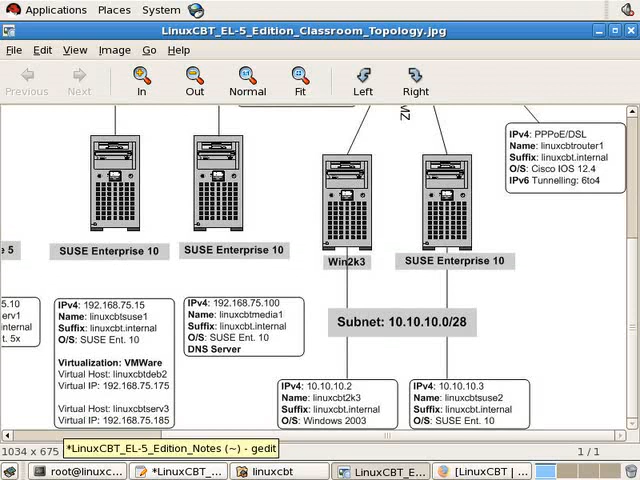 Applications Places System
LinuxCBT_EL-5_Edition_Classroom_Topology.jpg
File Edit View Image Go Help
Previous Next In Out Normal Fit Left Right
MZ
IPv4: PPPoE/DSL
Name: linuxcbtrouter1
Suffix: linuxcbt.internal
O/S: Cisco IOS 12.4
IPv6 Tunnelling: 6to4
e 5
SUSE Enterprise 10
SUSE Enterprise 10
Win2k3
SUSE Enterprise 10
5.10
erv1
internal
t. 5x
IPv4: 192.168.75.15
Name: linuxcbtsuse1
Suffix: linuxcbt.internal
O/S: SUSE Ent. 10
Virtualization: VMWare
Virtual Host: linuxcbtdeb2
Virtual IP: 192.168.75.175
Virtual Host: linuxcbtserv3
Virtual IP: 192.168.75.185
IPv4: 192.168.75.100
Name: linuxcbtmedia1
Suffix: linuxcbt.internal
O/S: SUSE Ent. 10
DNS Server
Subnet: 10.10.10.0/28
IPv4: 10.10.10.2
Name: linuxcbt2k3
Suffix: linuxcbt.internal
O/S: Windows 2003
IPv4: 10.10.10.3
Name: linuxcbtsuse2
Suffix: linuxcbt.internal
O/S: SUSE Ent. 10
1034 x 675
*LinuxCBT_EL-5_Edition_Notes (~) - gedit
1 / 1
root@linuxc... *LinuxCBT_... linuxcbt LinuxCBT_E... [LinuxCBT | ...